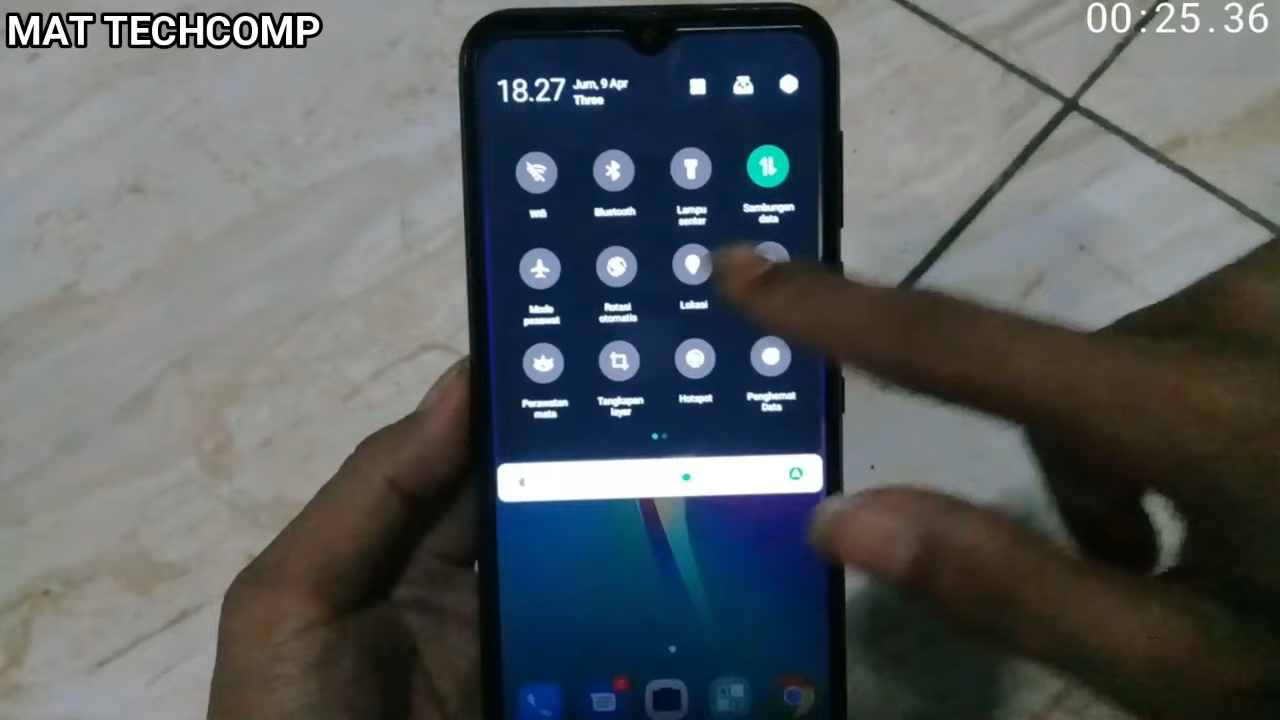 MAT TECHCOMP
00:25.36
18.27
Jum, 9 Apr
Three
Wifi
Bluetooth
Lampu
senter
Sambungan
data
Mode
pesawat
Rotasi
otomatis
Lokasi
Perawatan
mata
Tangkapan
layar
Hotspot
Penghemat
Data